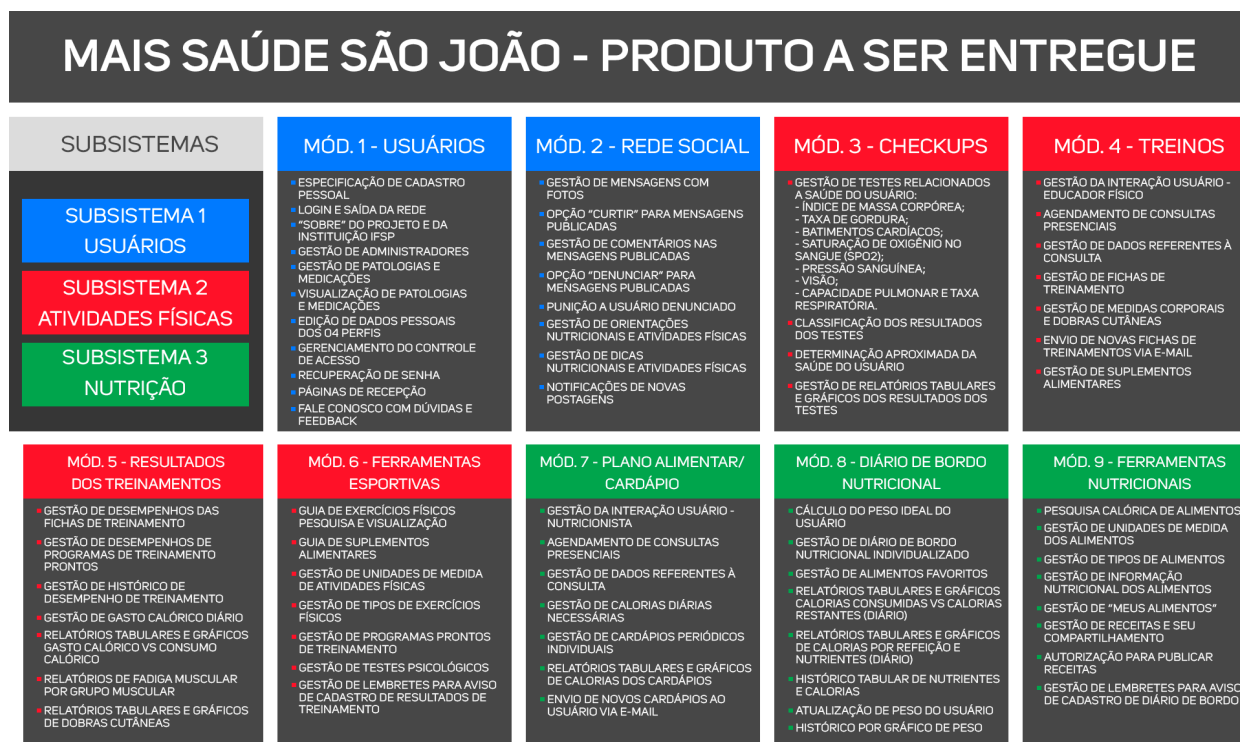 MAIS SAÚDE SÃO JOÃO - PRODUTO A SER ENTREGUE
SUBSISTEMAS
SUBSISTEMA 1
USUÁRIOS
SUBSISTEMA 2
ATIVIDADES FÍSICAS
SUBSISTEMA 3
NUTRIÇÃO
MÓD. 1 - USUÁRIOS
ESPECIFICAÇÃO DE CADASTRO
PESSOAL
LOGIN E SAÍDA DA REDE
"SOBRE" DO PROJETO E DA
INSTITUIÇÃO IFSP
GESTÃO DE ADMINISTRADORES
GESTÃO DE PATOLOGIAS E
MEDICAÇÕES
VISUALIZAÇÃO DE PATOLOGIAS
E MEDICAÇÕES
EDIÇÃO DE DADOS PESSOAIS
DOS 04 PERFIS
GERENCIAMENTO DO CONTROLE
DE ACESSO
RECUPERAÇÃO DE SENHA
PÁGINAS DE RECEPÇÃO
FALE CONOSCO COM DÚVIDAS E
FEEDBACK
MÓD. 2 - REDE SOCIAL
GESTÃO DE MENSAGENS COM
FOTOS
OPÇÃO "CURTIR" PARA MENSAGENS
PUBLICADAS
GESTÃO DE COMENTÁRIOS NAS
MENSAGENS PUBLICADAS
OPÇÃO "DENUNCIAR" PARA
MENSAGENS PUBLICADAS
PUNIÇÃO A USUÁRIO DENUNCIADO
GESTÃO DE ORIENTAÇÕES
NUTRICIONAIS E ATIVIDADES FÍSICAS
GESTÃO DE DICAS
NUTRICIONAIS E ATIVIDADES FÍSICAS
NOTIFICAÇÕES DE NOVAS
POSTAGENS
MÓD. 3 - CHECKUPS
GESTÃO DE TESTES RELACIONADOS
A SAÚDE DO USUÁRIO:
- ÍNDICE DE MASSA CORPÓREA;
- TAXA DE GORDURA;
- BATIMENTOS CARDÍACOS;
- SATURAÇÃO DE OXIGÊNIO NO
SANGUE (SPO2);
- PRESSÃO SANGUÍNEA;
- VISÃO;
- CAPACIDADE PULMONAR E TAXA
RESPIRATÓRIA.
CLASSIFICAÇÃO DOS RESULTADOS
DOS TESTES
DETERMINAÇÃO APROXIMADA DA
SAÚDE DO USUÁRIO
GESTÃO DE RELATÓRIOS TABULARES
E GRÁFICOS DOS RESULTADOS DOS
TESTES
MÓD. 4 - TREINOS
GESTÃO DA INTERAÇÃO USUÁRIO -
EDUCADOR FÍSICO
AGENDAMENTO DE CONSULTAS
PRESENCIAIS
GESTÃO DE DADOS REFERENTES À
CONSULTA
GESTÃO DE FICHAS DE
TREINAMENTO
GESTÃO DE MEDIDAS CORPORAIS
E DOBRAS CUTÂNEAS
ENVIO DE NOVAS FICHAS DE
TREINAMENTOS VIA E-MAIL
GESTÃO DE SUPLEMENTOS
ALIMENTARES
MÓD. 5 - RESULTADOS
DOS TREINAMENTOS
GESTÃO DE DESEMPENHOS DAS
FICHAS DE TREINAMENTO
GESTÃO DE DESEMPENHOS DE
PROGRAMAS DE TREINAMENTO
PRONTOS
GESTÃO DE HISTÓRICO DE
DESEMPENHO DE TREINAMENTO
GESTÃO DE GASTO CALÓRICO DIÁRIO
RELATÓRIOS TABULARES E GRÁFICOS
GASTO CALÓRICO VS CONSUMO
CALÓRICO
RELATÓRIOS DE FADIGA MUSCULAR
POR GRUPO MUSCULAR
RELATÓRIOS TABULARES E GRÁFICOS
DE DOBRAS CUTÂNEAS
MÓD. 6 - FERRAMENTAS
ESPORTIVAS
GUIA DE EXERCÍCIOS FÍSICOS
PESQUISA E VISUALIZAÇÃO
GUIA DE SUPLEMENTOS
ALIMENTARES
GESTÃO DE UNIDADES DE MEDIDA
DE ATIVIDADES FÍSICAS
GESTÃO DE TIPOS DE EXERCÍCIOS
FÍSICOS
GESTÃO DE PROGRAMAS PRONTOS
DE TREINAMENTO
GESTÃO DE TESTES PSICOLÓGICOS
GESTÃO DE LEMBRETES PARA AVISO
DE CADASTRO DE RESULTADOS DE
TREINAMENTO
MÓD. 7 - PLANO ALIMENTAR/
CARDÁPIO
GESTÃO DA INTERAÇÃO USUÁRIO -
NUTRICIONISTA
AGENDAMENTO DE CONSULTAS
PRESENCIAIS
GESTÃO DE DADOS REFERENTES À
CONSULTA
GESTÃO DE CALORIAS DIÁRIAS
NECESSÁRIAS
GESTÃO DE CARDÁPIOS PERIÓDICOS
INDIVIDUAIS
RELATÓRIOS TABULARES E GRÁFICOS
DE CALORIAS DOS CARDÁPIOS
ENVIO DE NOVOS CARDÁPIOS AO
USUÁRIO VIA E-MAIL
MÓD. 8 - DIÁRIO DE BORDO
NUTRICIONAL
CÁLCULO DO PESO IDEAL DO
USUÁRIO
GESTÃO DE DIÁRIO DE BORDO
NUTRICIONAL INDIVIDUALIZADO
GESTÃO DE ALIMENTOS FAVORITOS
RELATÓRIOS TABULARES E GRÁFICOS
CALORIAS CONSUMIDAS VS CALORIAS
RESTANTES (DIÁRIO)
RELATÓRIOS TABULARES E GRÁFICOS
DE CALORIAS POR REFEIÇÃO E
NUTRIENTES (DIÁRIO)
HISTÓRICO TABULAR DE NUTRIENTES
E CALORIAS
ATUALIZAÇÃO DE PESO DO USUÁRIO
HISTÓRICO POR GRÁFICO DE PESO
MÓD. 9 - FERRAMENTAS
NUTRICIONAIS
PESQUISA CALÓRICA DE ALIMENTOS
GESTÃO DE UNIDADES DE MEDIDA
DOS ALIMENTOS
GESTÃO DE TIPOS DE ALIMENTOS
GESTÃO DE INFORMAÇÃO
NUTRICIONAL DOS ALIMENTOS
GESTÃO DE "MEUS ALIMENTOS"
GESTÃO DE RECEITAS E SEU
COMPARTILHAMENTO
AUTORIZAÇÃO PARA PUBLICAR
RECEITAS
GESTÃO DE LEMBRETES PARA AVISO
DE CADASTRO DE DIÁRIO DE BORDO